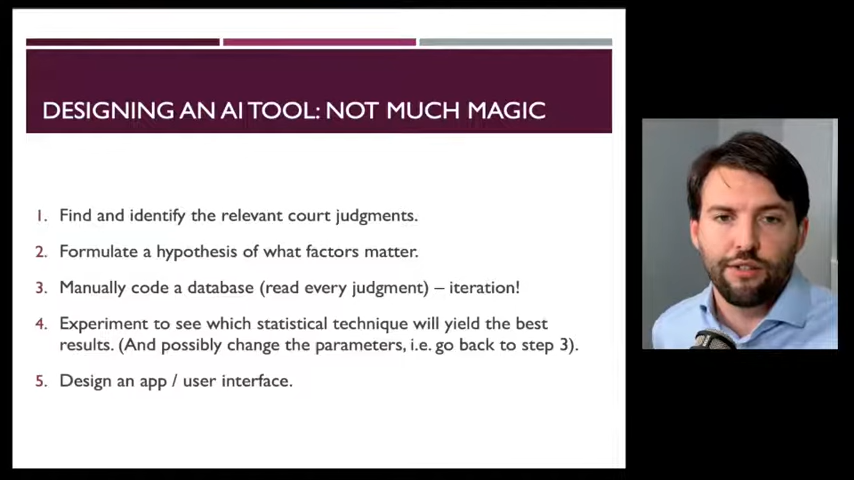 DESIGNING AN AI TOOL: NOT MUCH MAGIC
1. Find and identify the relevant court judgments.
2. Formulate a hypothesis of what factors matter.
3. Manually code a database (read every judgment) – iteration!
4. Experiment to see which statistical technique will yield the best
results. (And possibly change the parameters, i.e. go back to step 3).
5. Design an app / user interface.